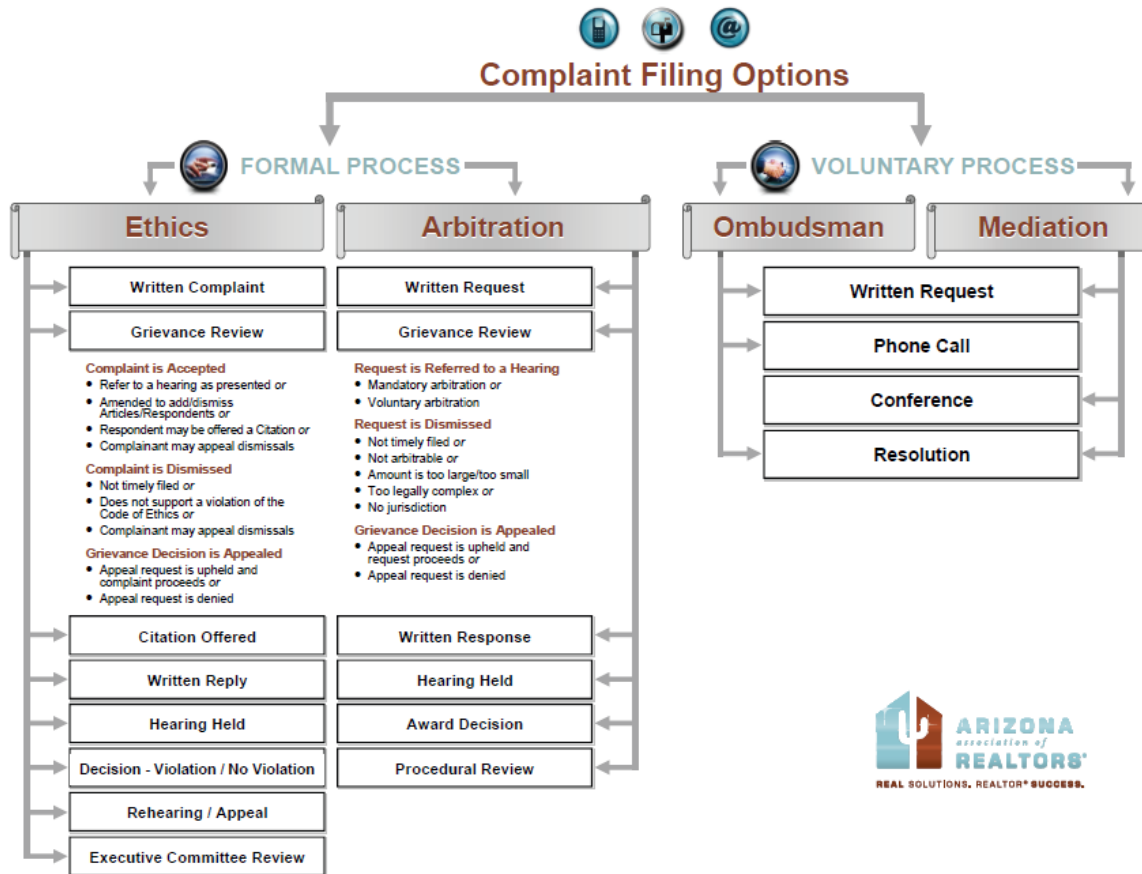 Complaint Filing Options
FORMAL PROCESS
VOLUNTARY PROCESS
Ethics
Arbitration
Ombudsman
Mediation
Written Complaint
Grievance Review
Complaint is Accepted
• Refer to a hearing as presented or
• Amended to add/dismiss
Articles/Respondents or
• Respondent may be offered a Citation or
• Complainant may appeal dismissals
Complaint is Dismissed
• Not timely filed or
• Does not support a violation of the
Code of Ethics or
• Complainant may appeal dismissals
Grievance Decision is Appealed
• Appeal request is upheld and
complaint proceeds or
• Appeal request is denied
Citation Offered
Written Reply
Hearing Held
Decision - Violation / No Violation
Rehearing / Appeal
Executive Committee Review
Written Request
Grievance Review
Request is Referred to a Hearing
• Mandatory arbitration or
• Voluntary arbitration
Request is Dismissed
• Not timely filed or
• Not arbitrable or
• Amount is too large/too small
• Too legally complex or
• No jurisdiction
Grievance Decision is Appealed
• Appeal request is upheld and
request proceeds or
• Appeal request is denied
Written Response
Hearing Held
Award Decision
Procedural Review
Written Request
Phone Call
Conference
Resolution
ARIZONA
association of
REALTORS®
REAL SOLUTIONS. REALTOR® SUCCESS.